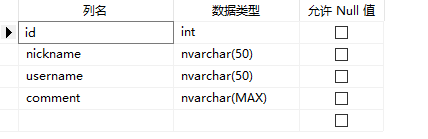 列名 数据类型 允许 Null 值
id int
nickname nvarchar(50)
username nvarchar(50)
comment nvarchar(MAX)